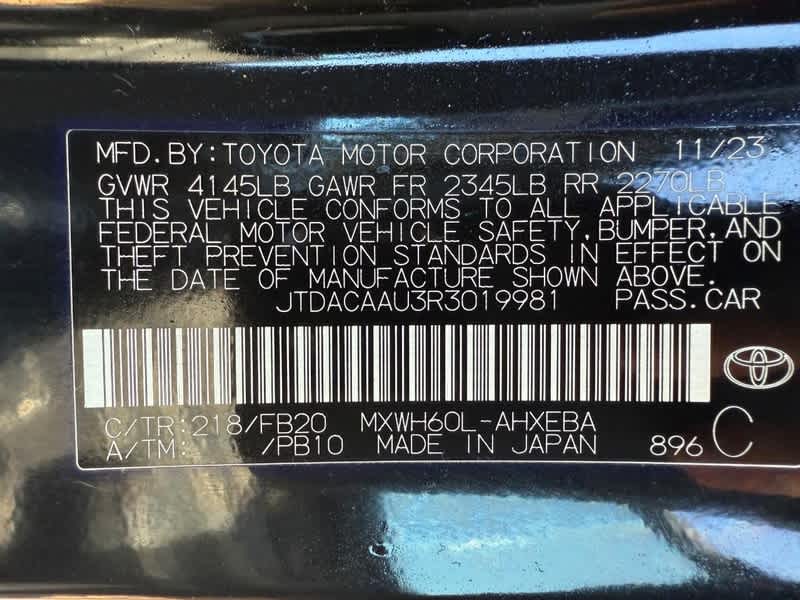 MFD.BY:TOYOTA MOTOR CORPORATION 11/23
GVWR 4145LB GAWR FR 2345LB RR 2270LB
THIS VEHICLE CONFORMS TO ALL APPLICABLE
FEDERAL MOTOR VEHICLE SAFETY,BUMPER,AND
THEFT PREVENTION STANDARDS IN EFFECT ON
THE DATE OF MANUFACTURE SHOWN ABOVE.
JTDACAAU3R3019981 PASS.CAR
C/TR:218/FB20 MXWH60L-AHXEBA
A/TM:- /PB10 MADE IN JAPAN 896 C